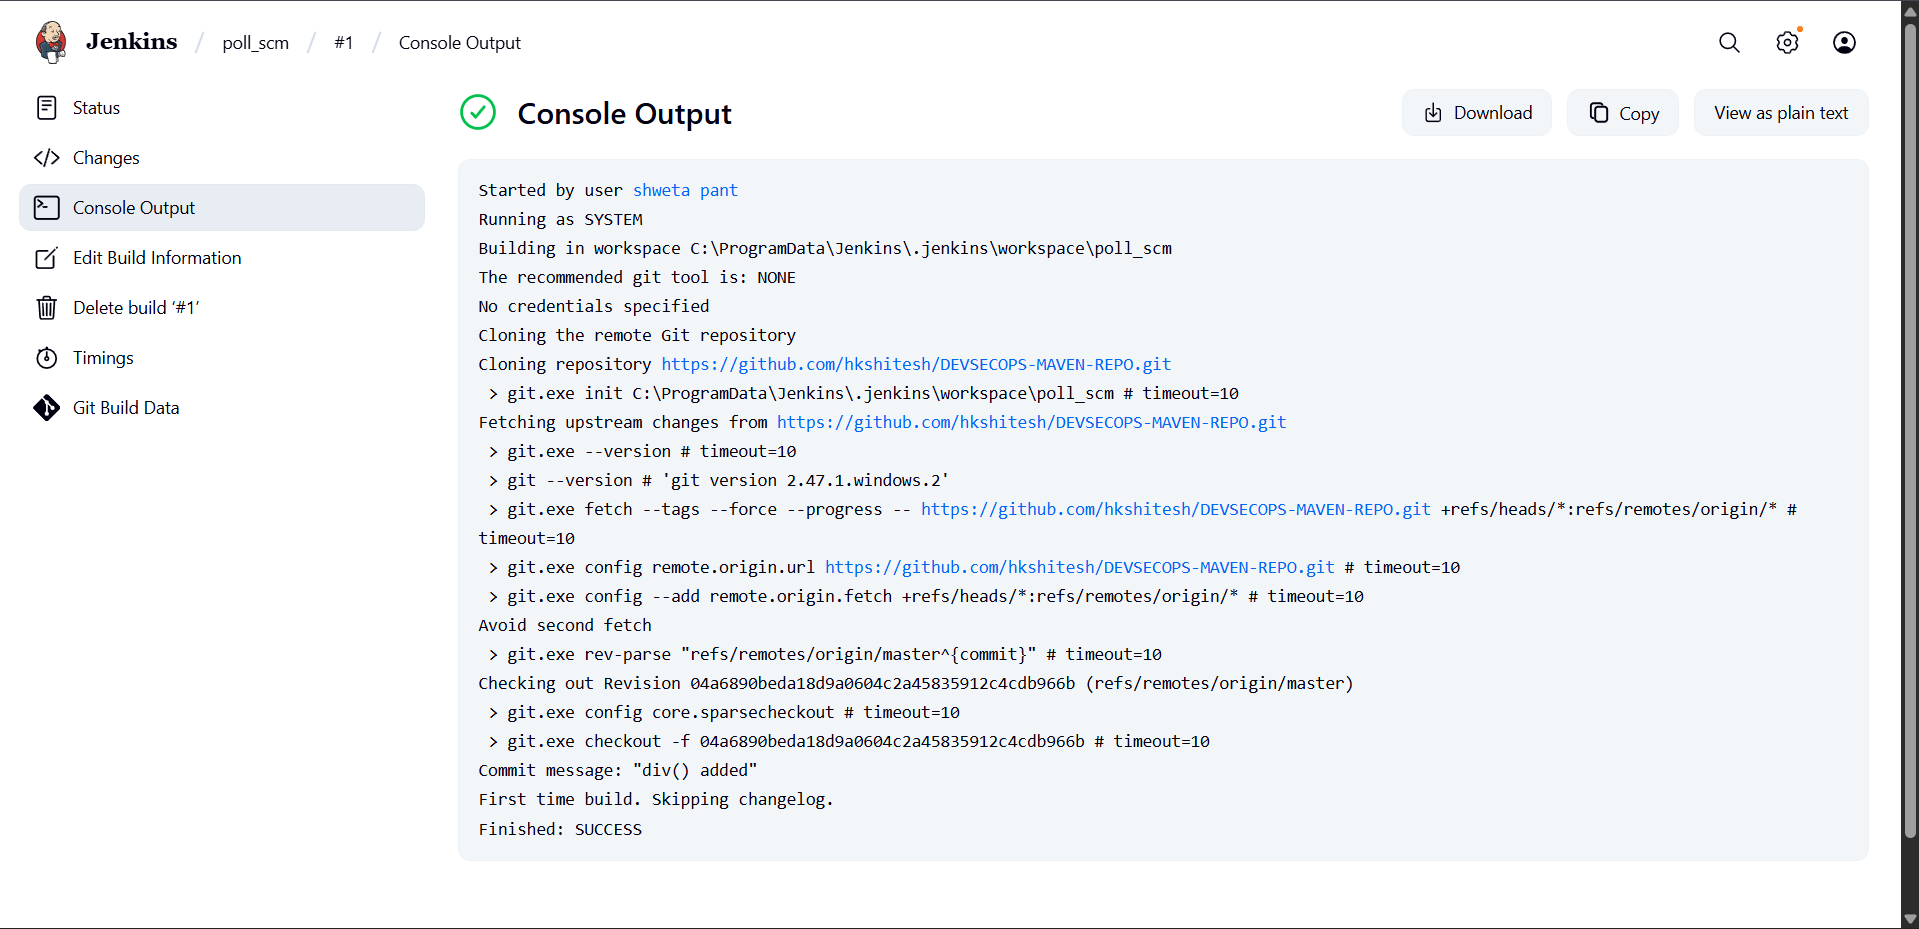 Jenkins / poll_scm / #1 / Console Output
Status
Changes
Console Output
Edit Build Information
Delete build ‘#1’
Timings
Git Build Data
Console Output
Download
Copy
View as plain text
Started by user shweta pant
Running as SYSTEM
Building in workspace C:\ProgramData\Jenkins\.jenkins\workspace\poll_scm
The recommended git tool is: NONE
No credentials specified
Cloning the remote Git repository
Cloning repository https://github.com/hkshitesh/DEVSECOPS-MAVEN-REPO.git
> git.exe init C:\ProgramData\Jenkins\.jenkins\workspace\poll_scm # timeout=10
Fetching upstream changes from https://github.com/hkshitesh/DEVSECOPS-MAVEN-REPO.git
> git.exe --version # timeout=10
> git --version # 'git version 2.47.1.windows.2'
> git.exe fetch --tags --force --progress -- https://github.com/hkshitesh/DEVSECOPS-MAVEN-REPO.git +refs/heads/*:refs/remotes/origin/* #
timeout=10
> git.exe config remote.origin.url https://github.com/hkshitesh/DEVSECOPS-MAVEN-REPO.git # timeout=10
> git.exe config --add remote.origin.fetch +refs/heads/*:refs/remotes/origin/* # timeout=10
Avoid second fetch
> git.exe rev-parse "refs/remotes/origin/master^{commit}" # timeout=10
Checking out Revision 04a6890beda18d9a0604c2a45835912c4cdb966b (refs/remotes/origin/master)
> git.exe config core.sparsecheckout # timeout=10
> git.exe checkout -f 04a6890beda18d9a0604c2a45835912c4cdb966b # timeout=10
Commit message: "div() added"
First time build. Skipping changelog.
Finished: SUCCESS